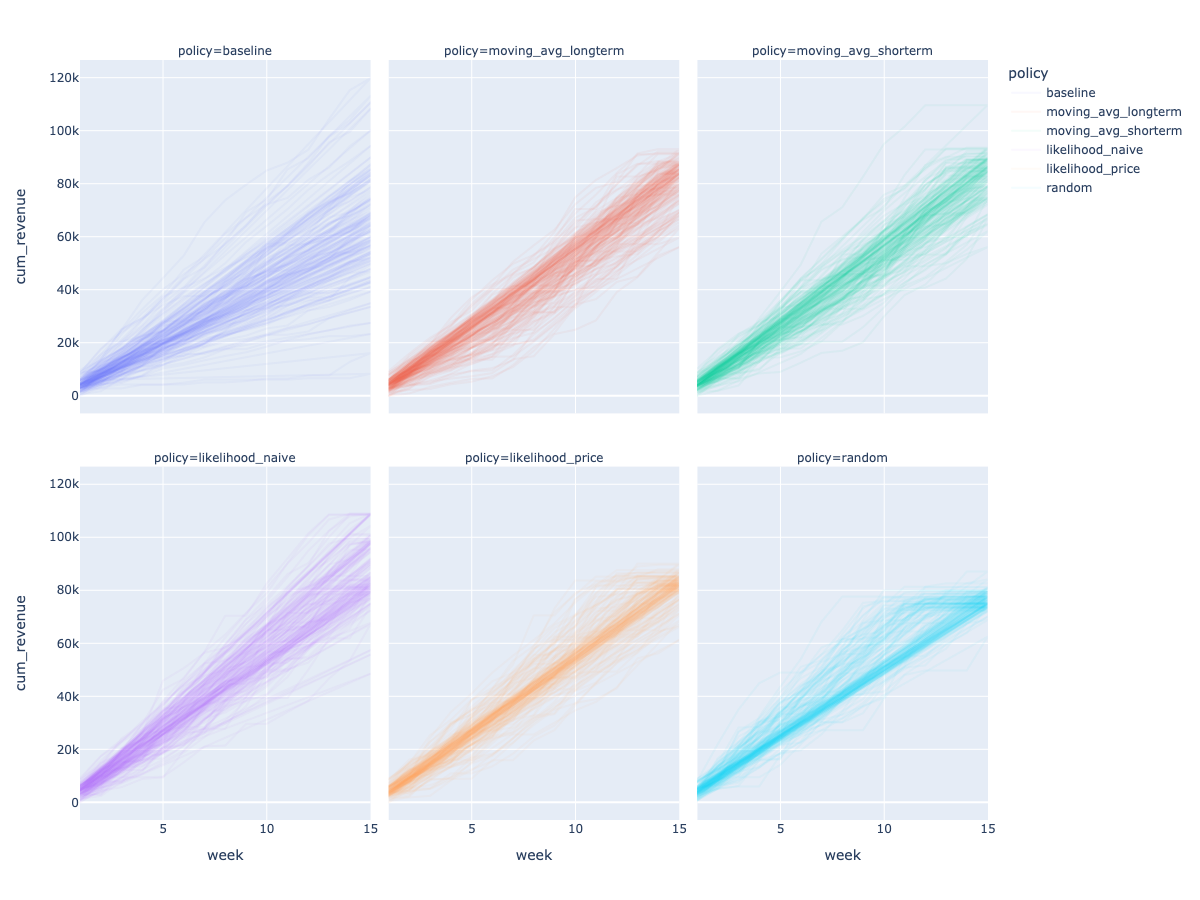 policy=baseline
policy=moving_avg_longterm
policy=moving_avg_shorterm
120k
100k
80k
60k
40k
20k
0
cum_revenue
policy
baseline
moving_avg_longterm
moving_avg_shorterm
likelihood_naive
likelihood_price
random
policy=likelihood_naive
policy=likelihood_price
policy=random
120k
100k
80k
60k
40k
20k
0
cum_revenue
5 10 15
5 10 15
5 10 15
week
week
week